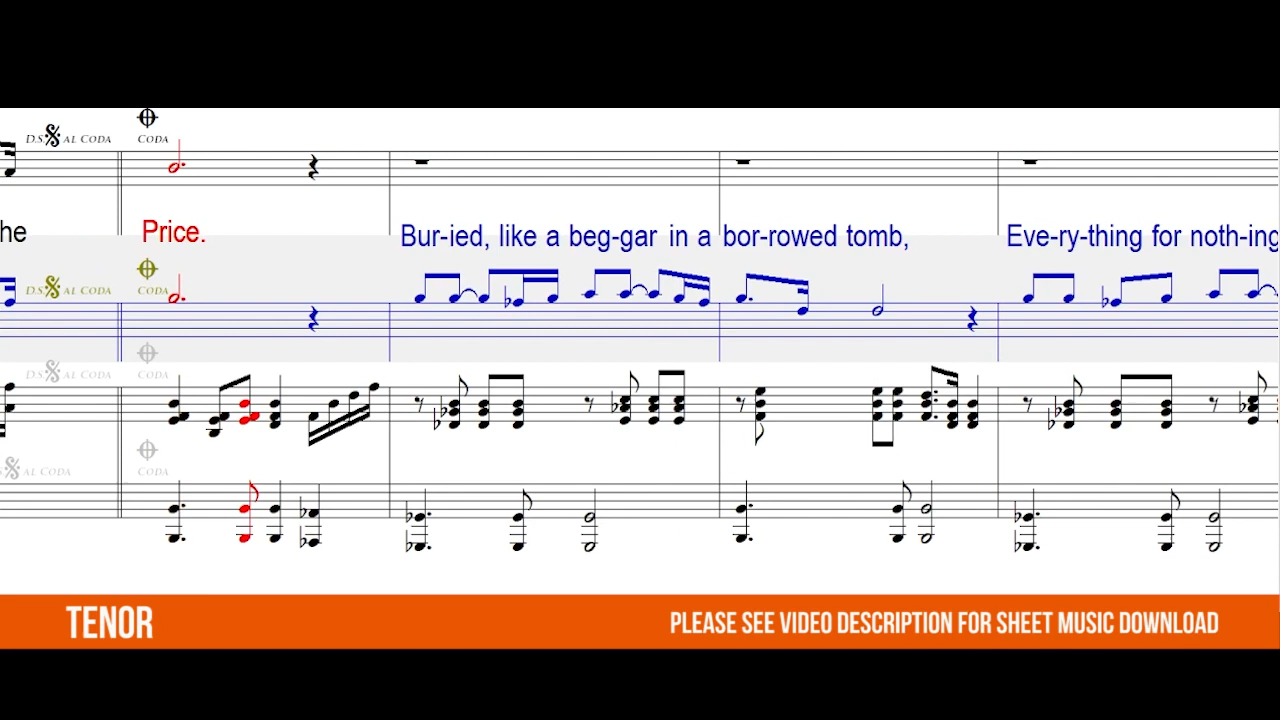 D.S. AL CODA CODA
he Price. Bur-ied, like a beg-gar in a bor-rowed tomb, Eve-ry-thing for noth-ing
D.S. AL CODA CODA
D.S. AL CODA CODA
AL CODA CODA
TENOR PLEASE SEE VIDEO DESCRIPTION FOR SHEET MUSIC DOWNLOAD